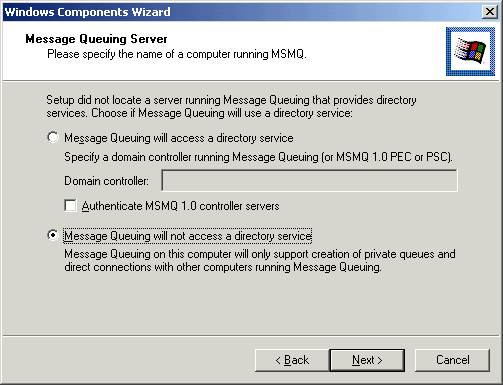 Windows Components Wizard
Message Queuing Server
Please specify the name of a computer running MSMQ.
Setup did not locate a server running Message Queuing that provides directory
services. Choose if Message Queuing will use a directory service:
Message Queuing will access a directory service
Specify a domain controller running Message Queuing (or MSMQ 1.0 PEC or PSC).
Domain controller:
Authenticate MSMQ 1.0 controller servers
Message Queuing will not access a directory service
Message Queuing on this computer will only support creation of private queues and
direct connections with other computers running Message Queuing.
< Back
Next >
Cancel